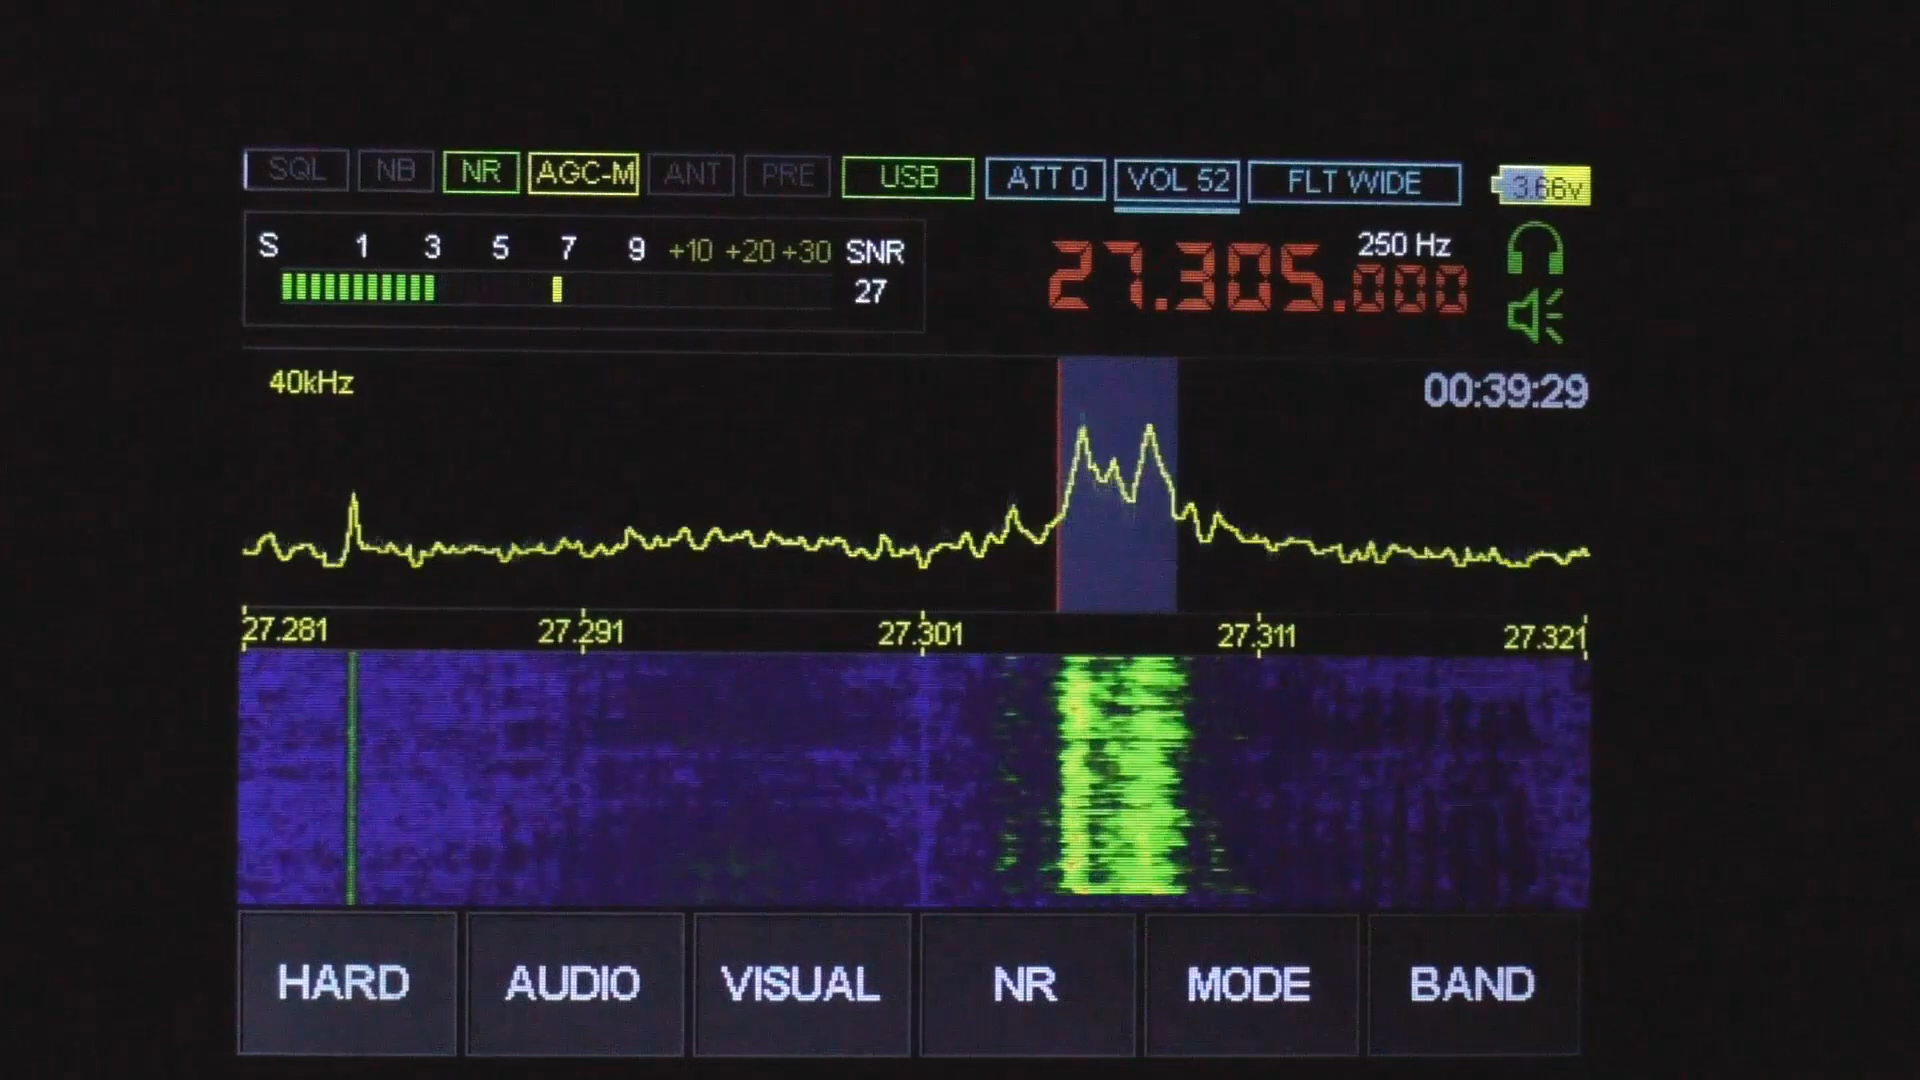 SQL NB NR AGC-M ANT PRE USB ATT 0 VOL 52 FLT WIDE 3.66v
S 1 3 5 7 9 +10 +20 +30 SNR
27
250 Hz
27.305.000
40kHz
00:39:29
27.281 27.291 27.301 27.311 27.321
HARD AUDIO VISUAL NR MODE BAND